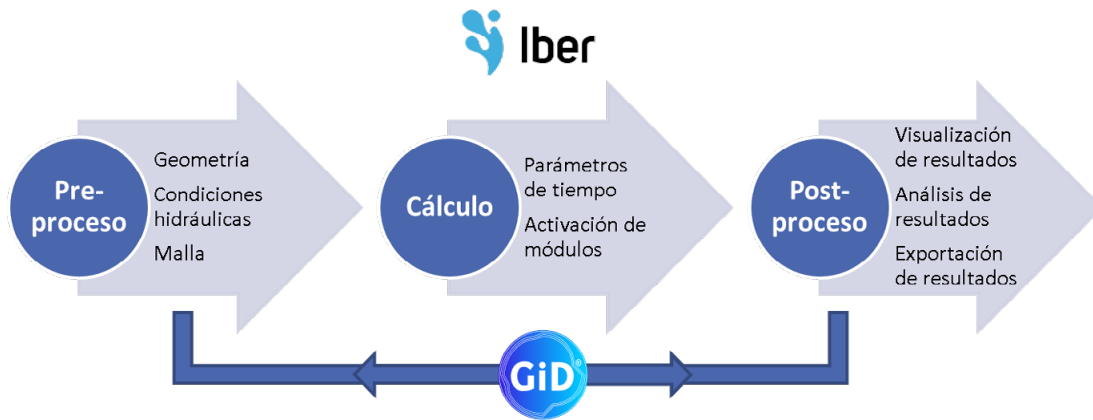 Iber
Pre-
proceso
Geometría
Condiciones
hidráulicas
Malla
Cálculo
Parámetros
de tiempo
Activación de
módulos
Post-
proceso
Visualización
de resultados
Análisis de
resultados
Exportación
de resultados
GiD®